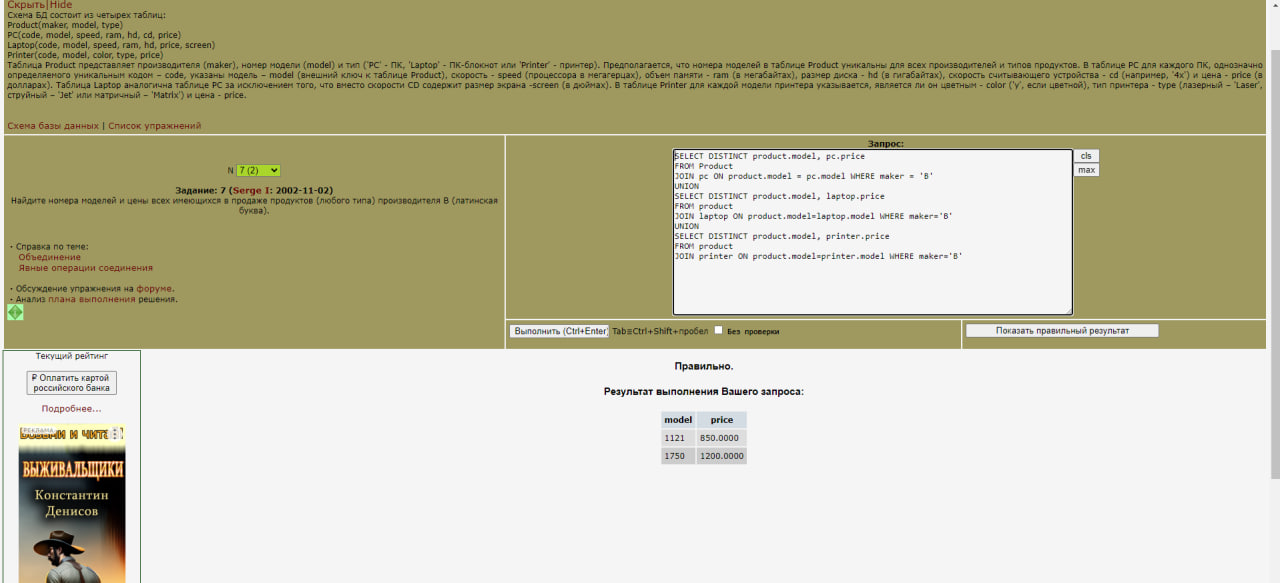 Скрыть|Hide
Схема БД состоит из четырех таблиц:
Product(maker, model, type)
PC(code, model, speed, ram, hd, cd, price)
Laptop(code, model, speed, ram, hd, price, screen)
Printer(code, model, color, type, price)
Таблица Product представляет производителя (maker), номер модели (model) и тип ('PC' - ПК, 'Laptop' - ПК-блокнот или 'Printer' - принтер). Предполагается, что номера моделей в таблице Product уникальны для всех производителей и типов продуктов. В таблице PC для каждого ПК, однозначно
определяемого уникальным кодом – code, указаны модель – model (внешний ключ к таблице Product), скорость - speed (процессора в мегагерцах), объем памяти - ram (в мегабайтах), размер диска - hd (в гигабайтах), скорость считывающего устройства - cd (например, '4x') и цена - price (в
долларах). Таблица Laptop аналогична таблице PC за исключением того, что вместо скорости CD содержит размер экрана -screen (в дюймах). В таблице Printer для каждой модели принтера указывается, является ли он цветным - color ('y', если цветной), тип принтера - type (лазерный – 'Laser',
струйный – 'Jet' или матричный – 'Matrix') и цена - price.
Схема базы данных | Список упражнений
N 7 (2)
Задание: 7 (Serge I: 2002-11-02)
Найдите номера моделей и цены всех имеющихся в продаже продуктов (любого типа) производителя B (латинская
буква).
· Справка по теме:
Объединение
Явные операции соединения
· Обсуждение упражнения на форуме.
· Анализ плана выполнения решения.
Запрос:
SELECT DISTINCT product.model, pc.price
FROM Product
JOIN pc ON product.model = pc.model WHERE maker = 'B'
UNION
SELECT DISTINCT product.model, laptop.price
FROM product
JOIN laptop ON product.model=laptop.model WHERE maker='B'
UNION
SELECT DISTINCT product.model, printer.price
FROM product
JOIN printer ON product.model=printer.model WHERE maker='B'
cls
max
Выполнить (Ctrl+Enter) Tab≡Ctrl+Shift+пробел Без проверки
Показать правильный результат
Текущий рейтинг
₽ Оплатить картой
российского банка
Подробнее...
РЕКЛАМА
ВЫЖИВАЛЬЩИКИ
Константин
Денисов
Правильно.
Результат выполнения Вашего запроса:
model price
1121 850.0000
1750 1200.0000